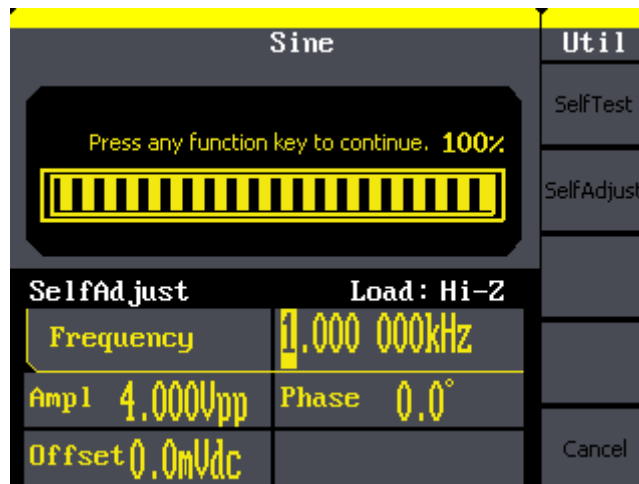 Sine
Util
SelfTest
Press any function key to continue. 100%
SelfAdjust
SelfAdjust Load: Hi-Z
Frequency 1.000 000kHz
Ampl 4.000Vpp Phase 0.0°
Offset 0.0mVdc
Cancel